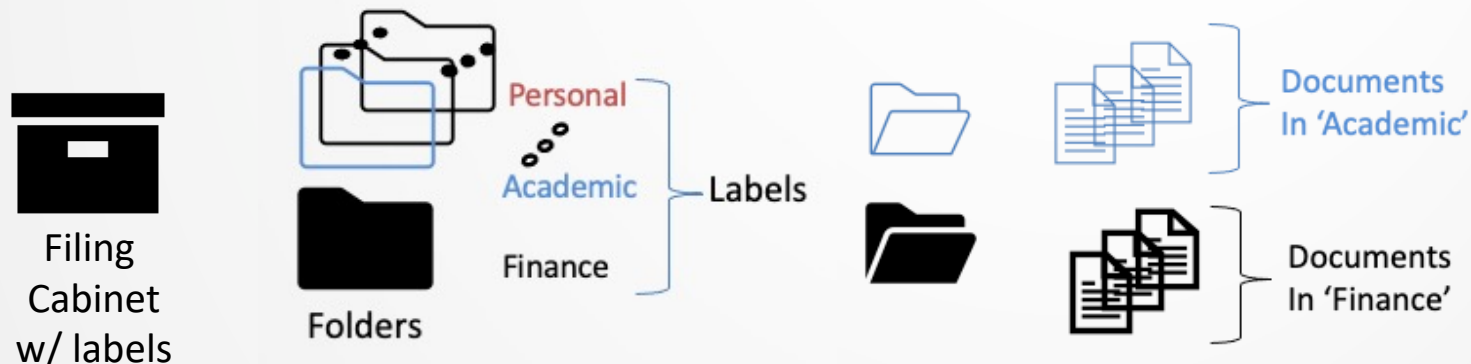 Filing
Cabinet
w/ labels
Personal
Academic
Finance
Folders
Labels
Documents
In ‘Academic’
Documents
In ‘Finance’